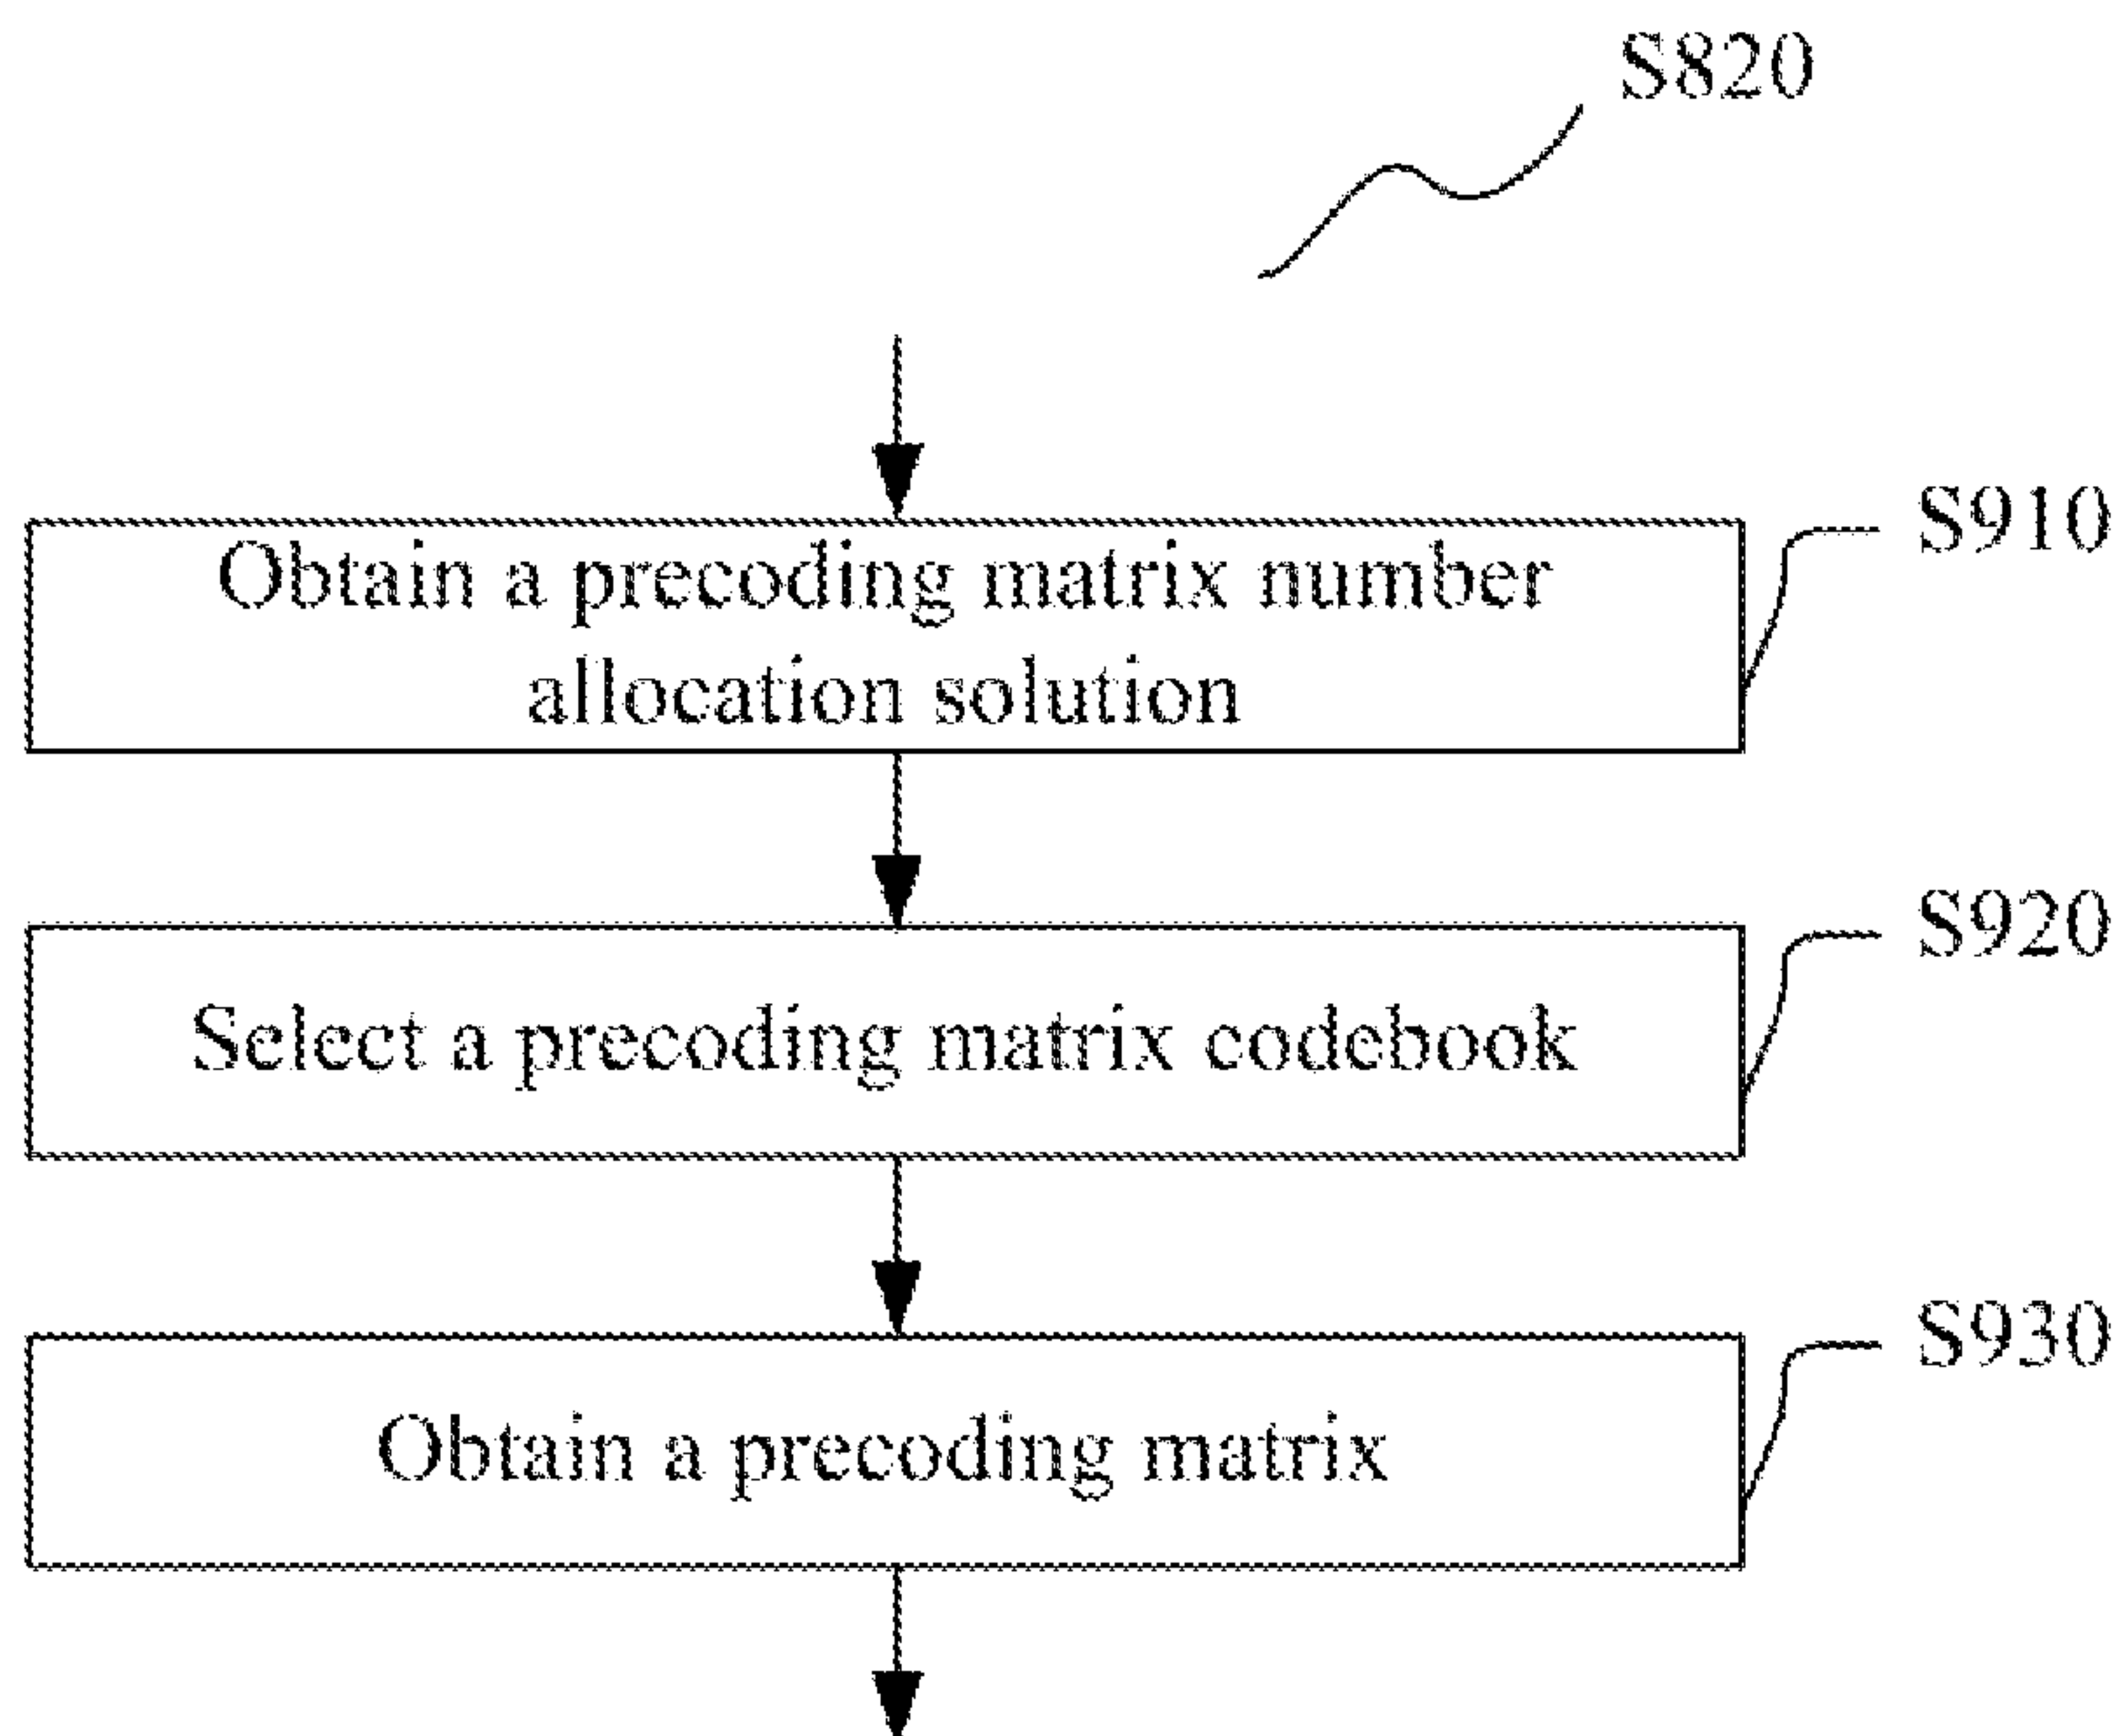 S820
S910
Obtain a precoding matrix number
allocation solution
S920
Select a precoding matrix codebook
S930
Obtain a precoding matrix